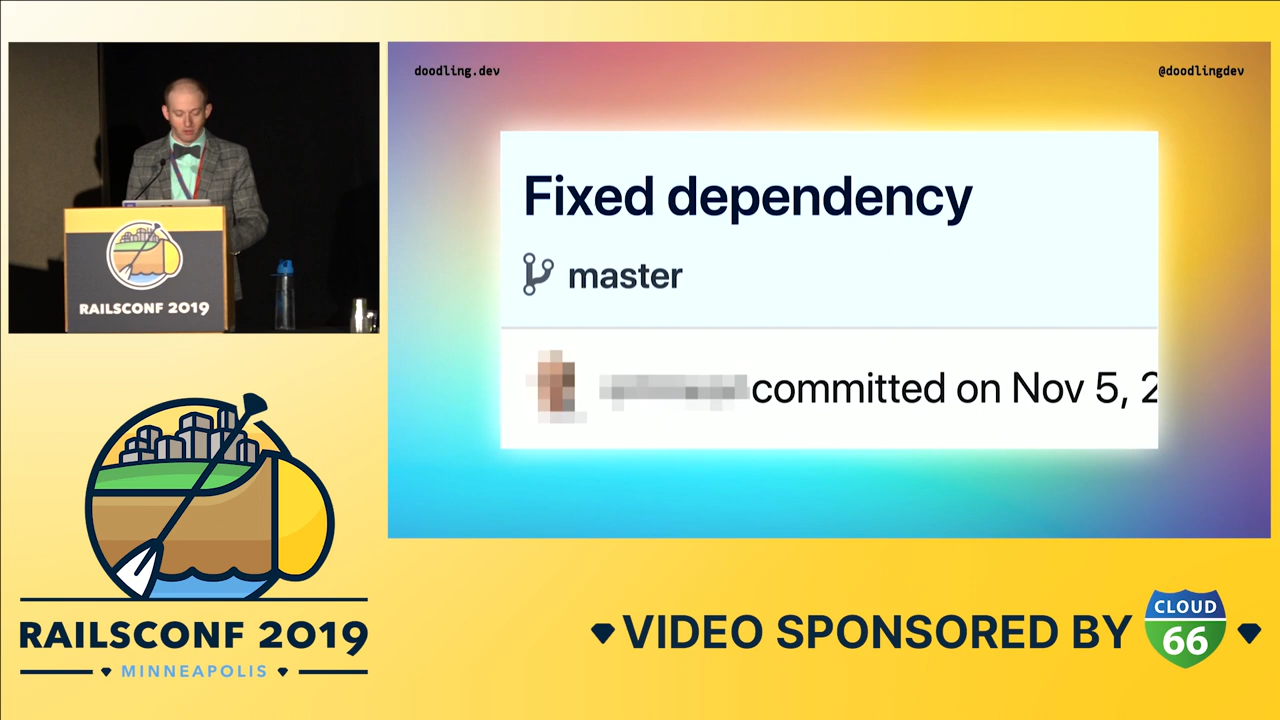 doodling.dev
@doodlingdev
Fixed dependency
master
committed on Nov 5, 2
RAILSCONF 2019
RAILSCONF 2019
MINNEAPOLIS
VIDEO SPONSORED BY
CLOUD
66